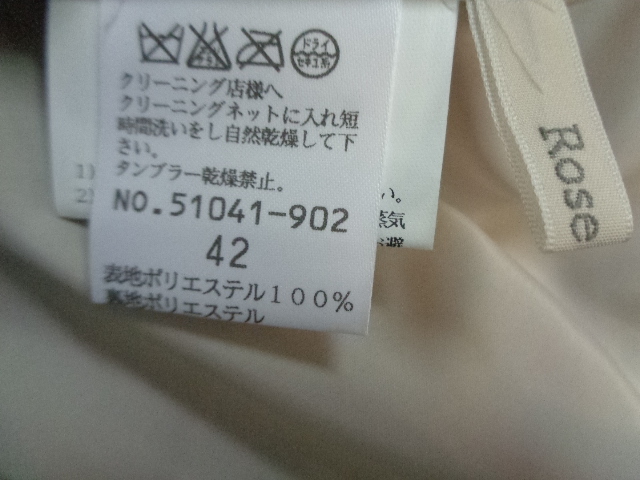 ドライ
セキユ系
クリーニング店様へ
クリーニングネットに入れ短
時間洗いをし自然乾燥して下
さい。
タンブラー乾燥禁止。
NO.51041-902
42
表地ポリエステル100%
裏地ポリエステル
い。
蒸気
Rose